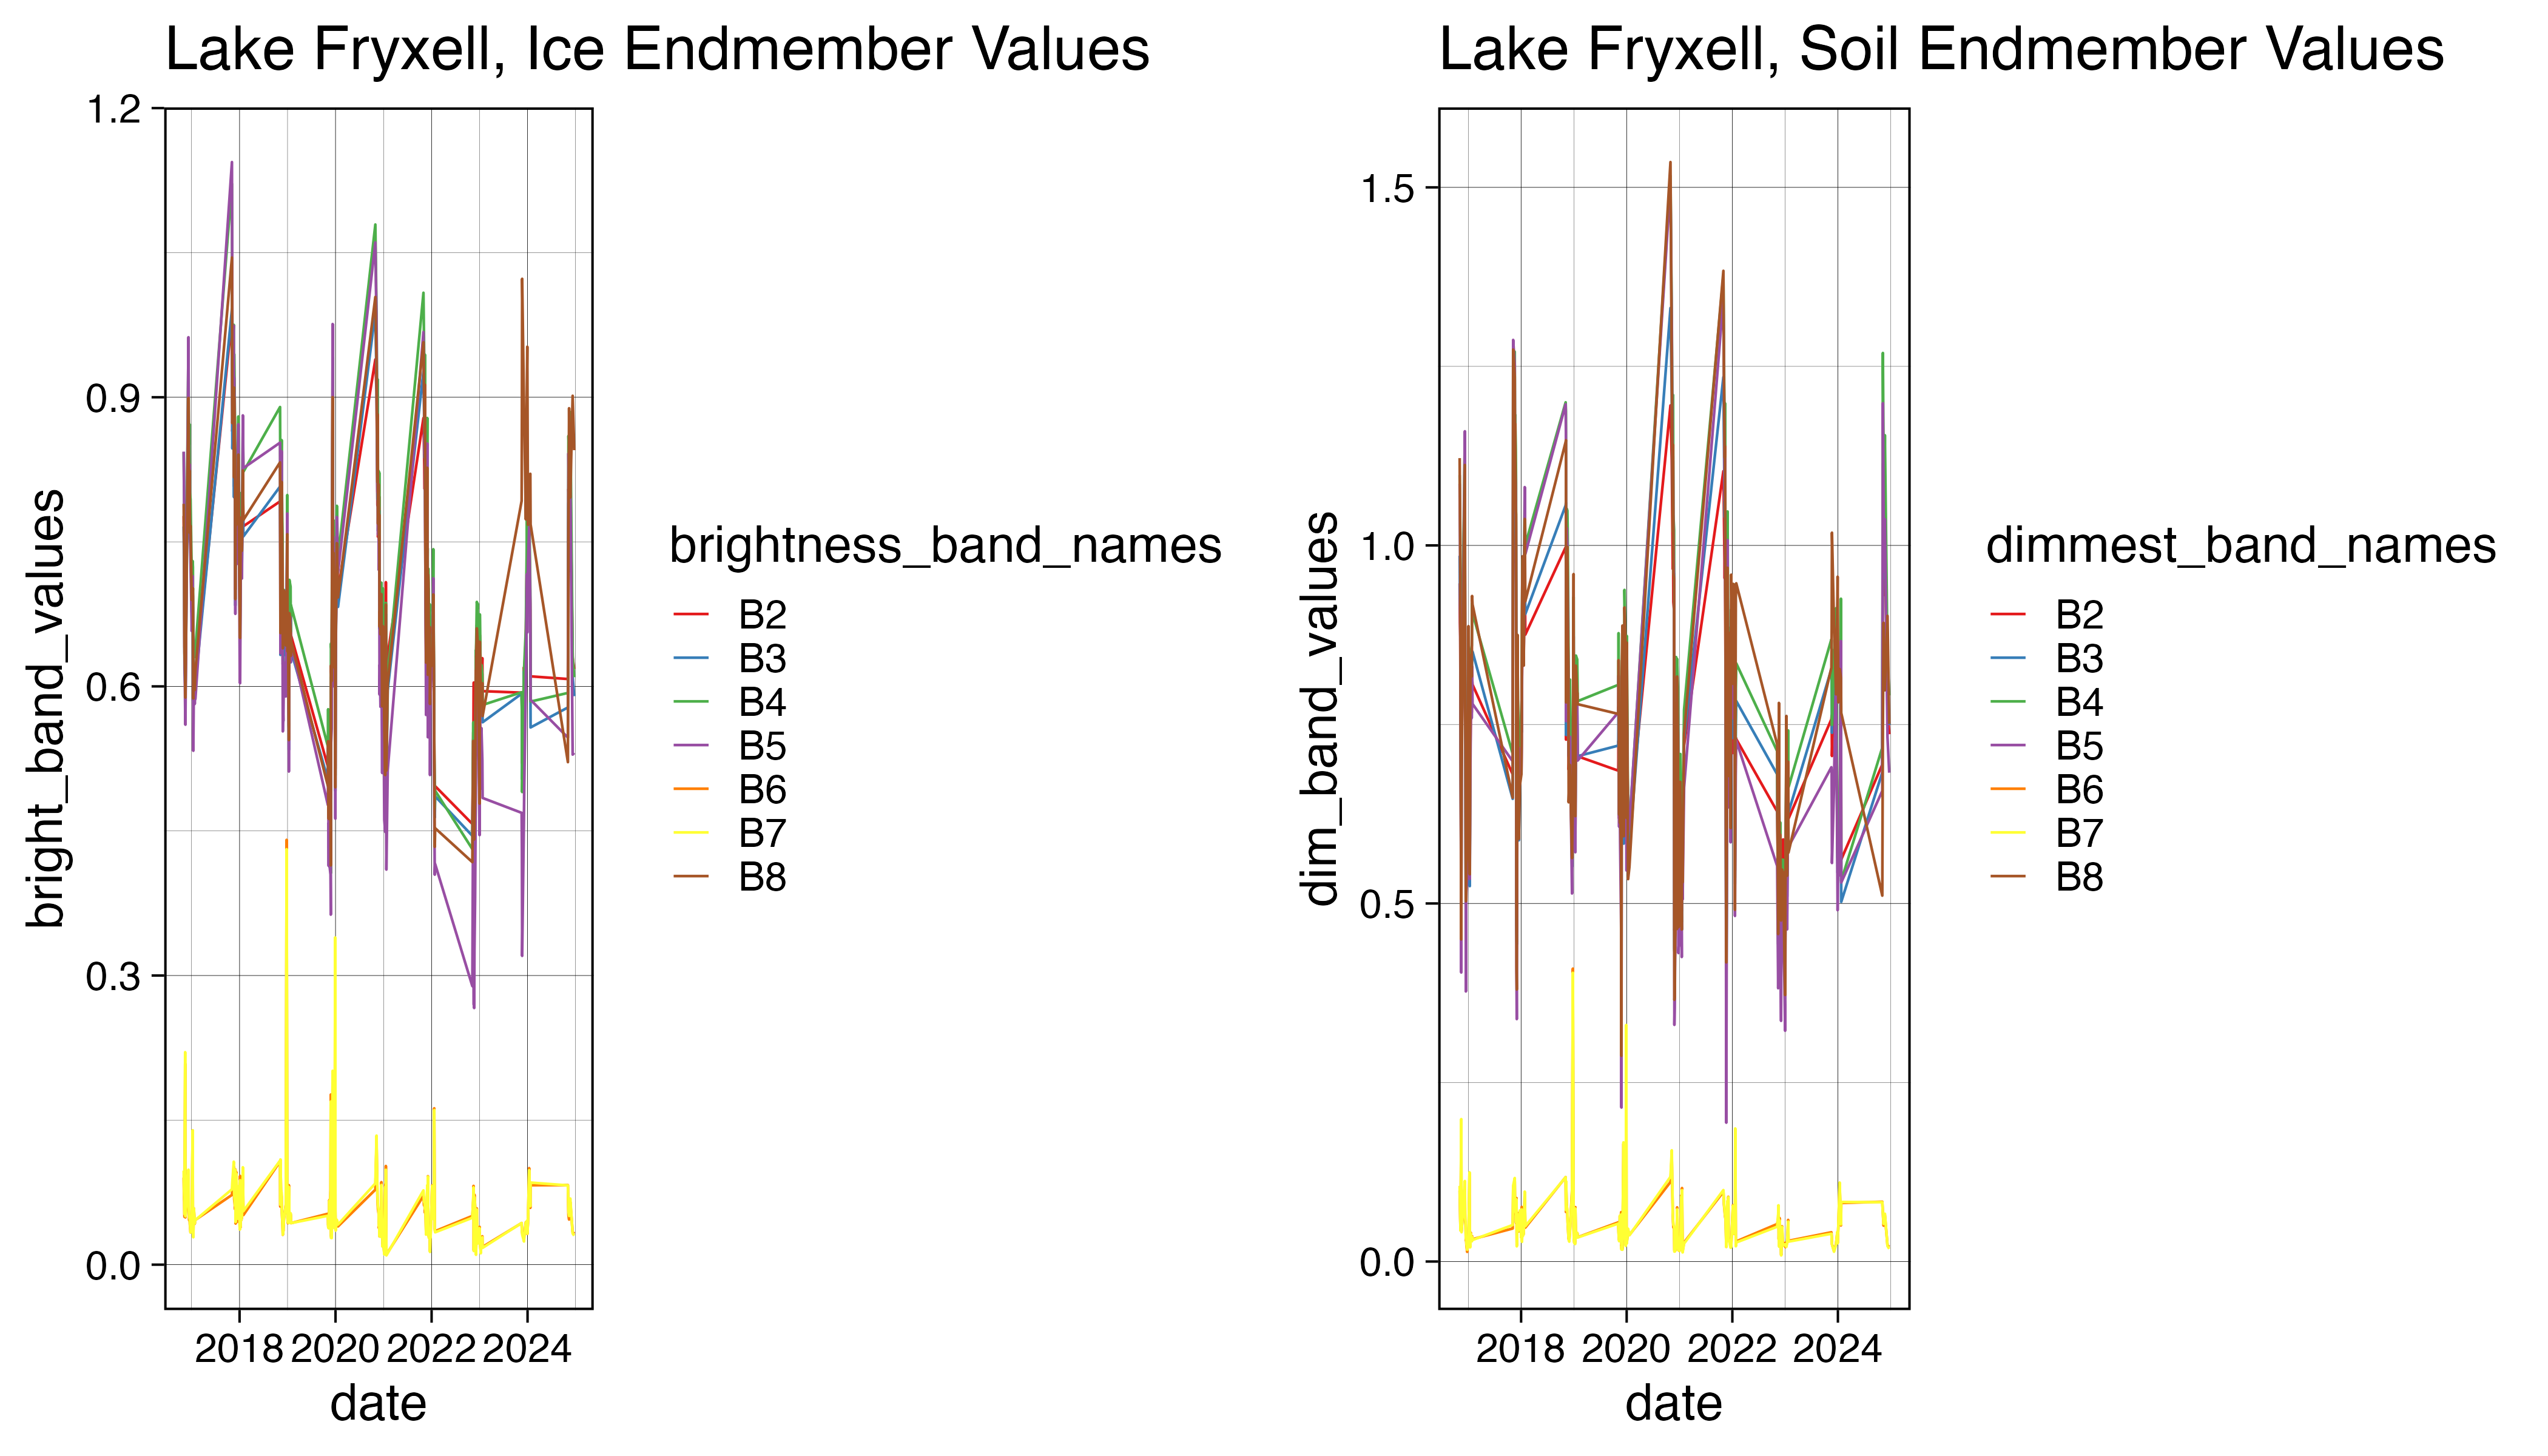 Lake Fryxell, Ice Endmember Values
1.2
0.9
0.6
0.3
0.0
bright_band_values
2018 2020 2022 2024
date
brightness_band_names
B2
B3
B4
B5
B6
B7
B8
Lake Fryxell, Soil Endmember Values
1.5
1.0
0.5
0.0
dim_band_values
2018 2020 2022 2024
date
dimmest_band_names
B2
B3
B4
B5
B6
B7
B8